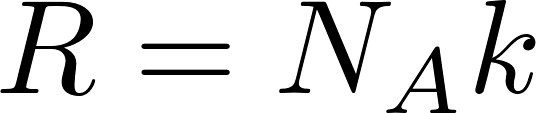 R = N_A k